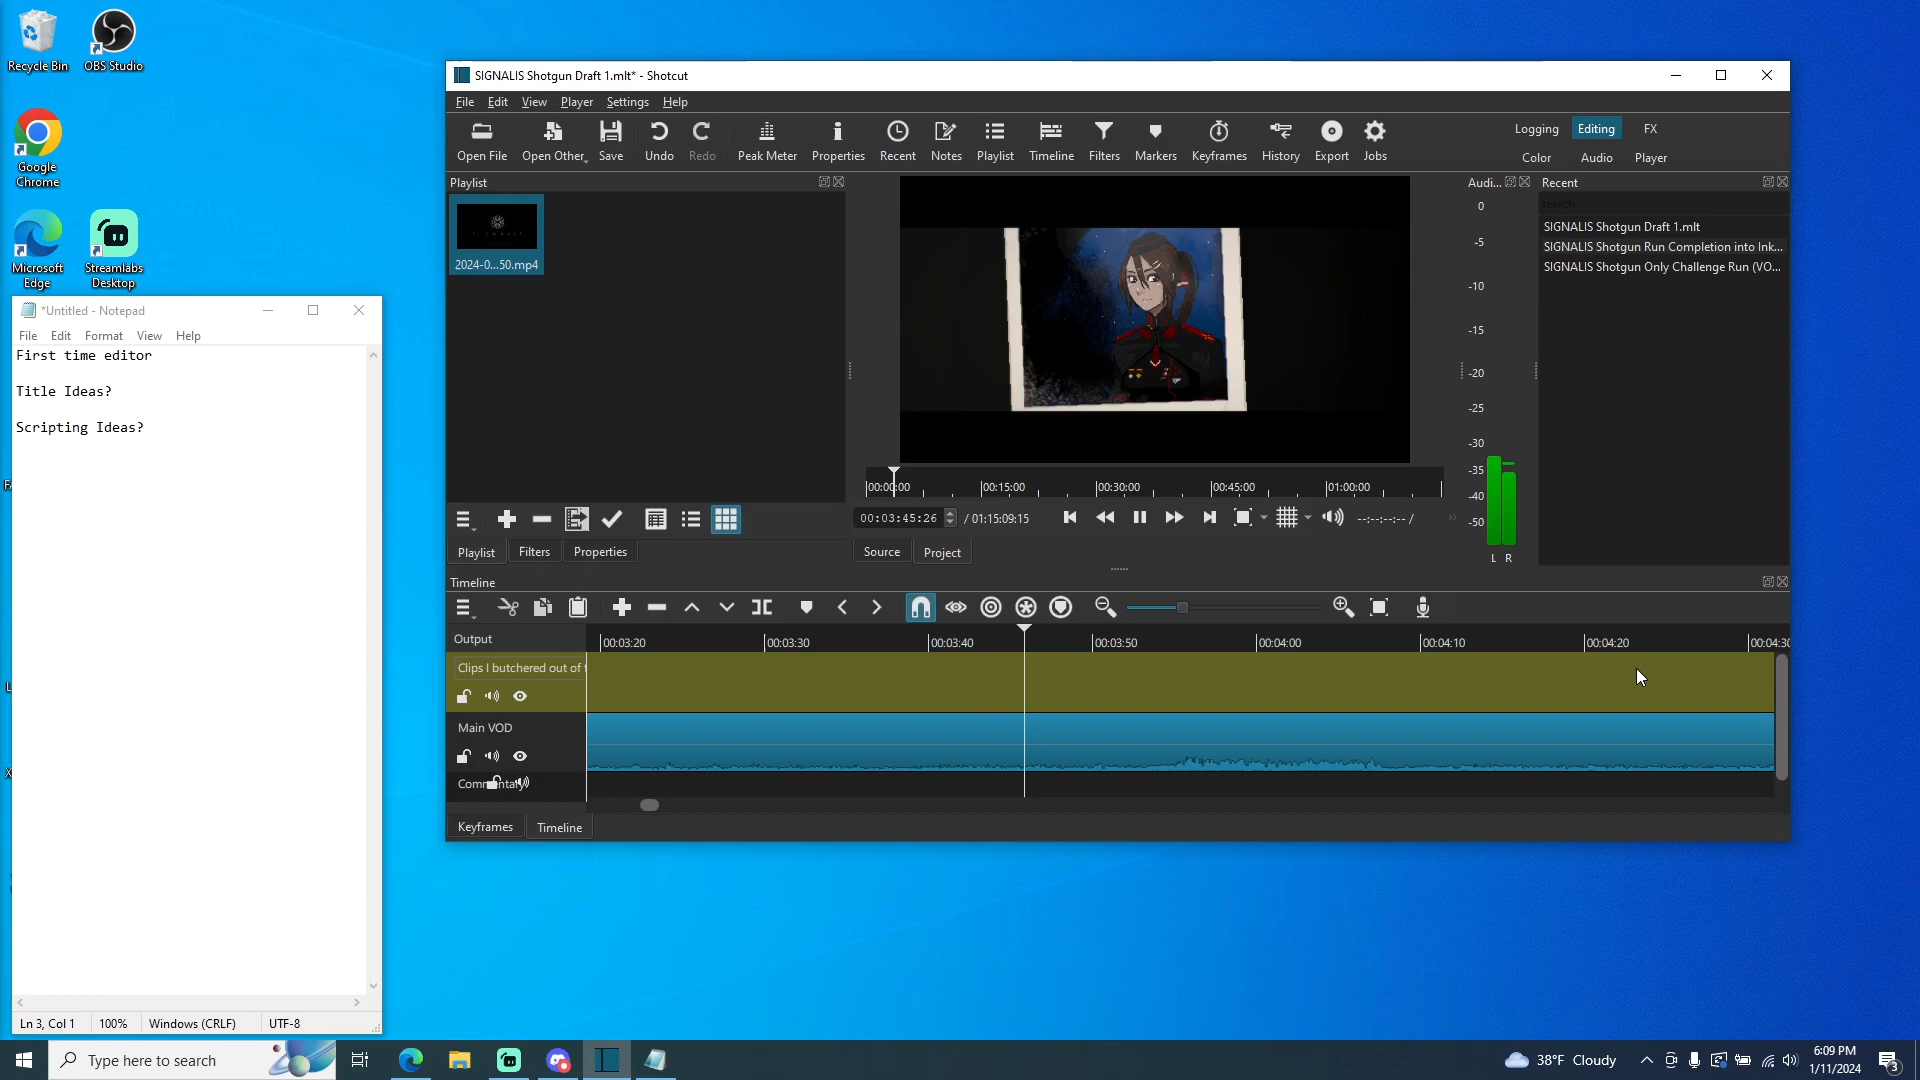 Recycle Bin
OBS Studio
Google
Chrome
Microsoft
Edge
Streamlabs
Desktop
*Untitled - Notepad
File Edit Format View Help
First time editor
Title Ideas?
Scripting Ideas?
Ln 3, Col 1 100% Windows (CRLF) UTF-8
SIGNALIS Shotgun Draft 1.mlt* - Shotcut
File Edit View Player Settings Help
Open File Open Other Save Undo Redo Peak Meter Properties Recent Notes Playlist Timeline Filters Markers Keyframes History Export Jobs
Logging Editing FX
Color Audio Player
Playlist
2024-0...50.mp4
Playlist Filters Properties
00:00:00 00:15:00 00:30:00 00:45:00 01:00:00
00:03:45:26 / 01:15:09:15 --:--:--:-- /
Source Project
Audi...
0
-5
-10
-15
-20
-25
-30
-35
-40
-50
L R
Recent
search
SIGNALIS Shotgun Draft 1.mlt
SIGNALIS Shotgun Run Completion into Ink...
SIGNALIS Shotgun Only Challenge Run (VO...
Timeline
Output
00:03:20 00:03:30 00:03:40 00:03:50 00:04:00 00:04:10 00:04:20 00:04:30
Clips I butchered out of
Main VOD
Commentary
Keyframes Timeline
Type here to search
38°F Cloudy
6:09 PM
1/11/2024
3